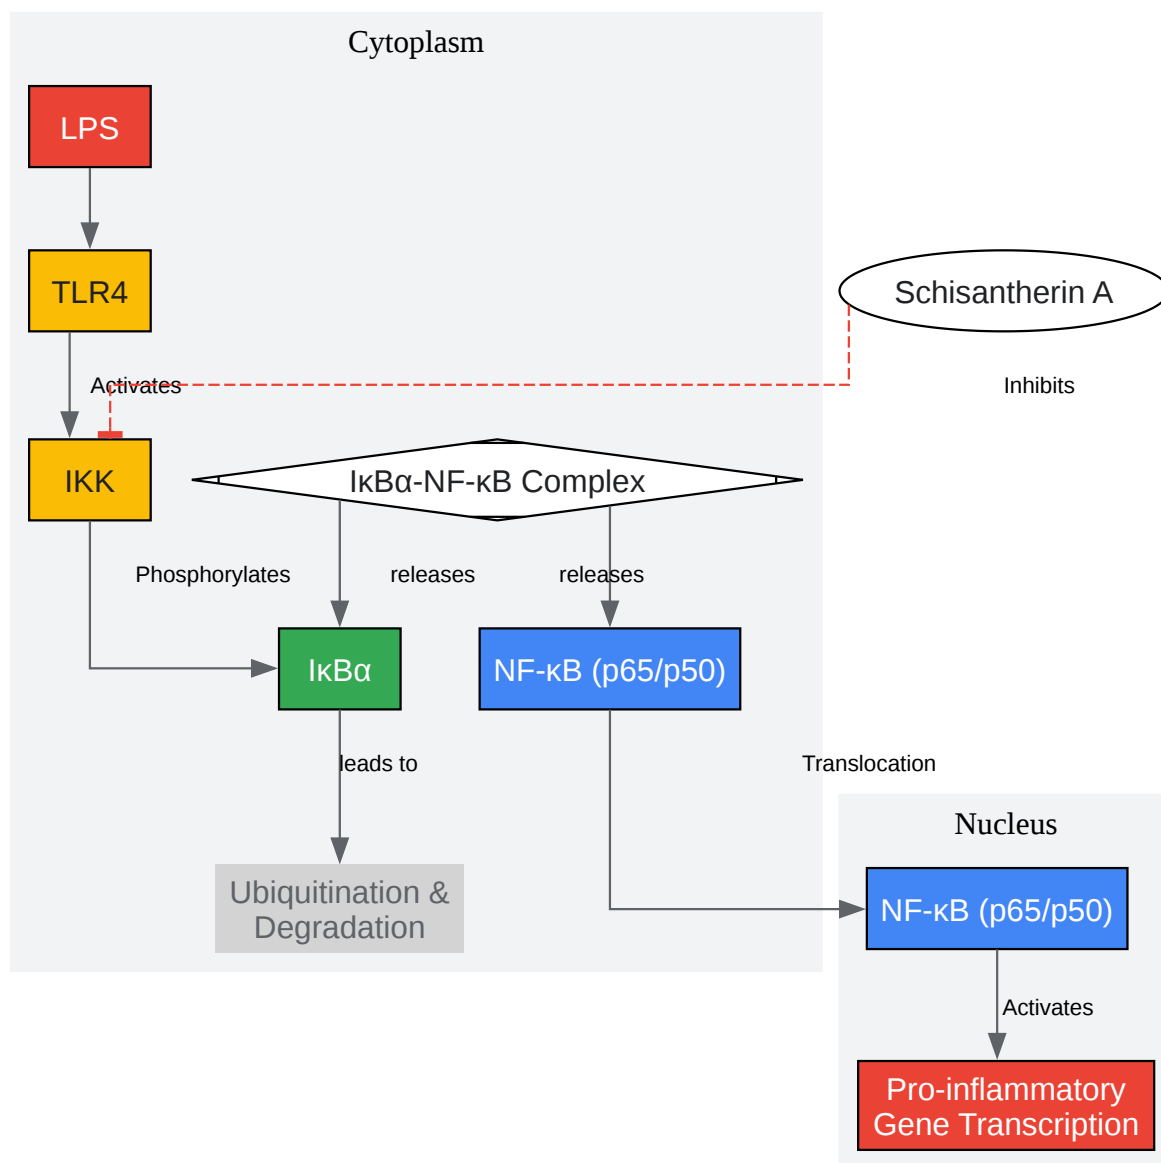 Cytoplasm
LPS
TLR4
Schisantherin A
Activates
Inhibits
IKK
IκBα-NF-κB Complex
Phosphorylates
releases
releases
IκBα
NF-κB (p65/p50)
leads to
Translocation
Nucleus
Ubiquitination &
Degradation
NF-κB (p65/p50)
Activates
Pro-inflammatory
Gene Transcription